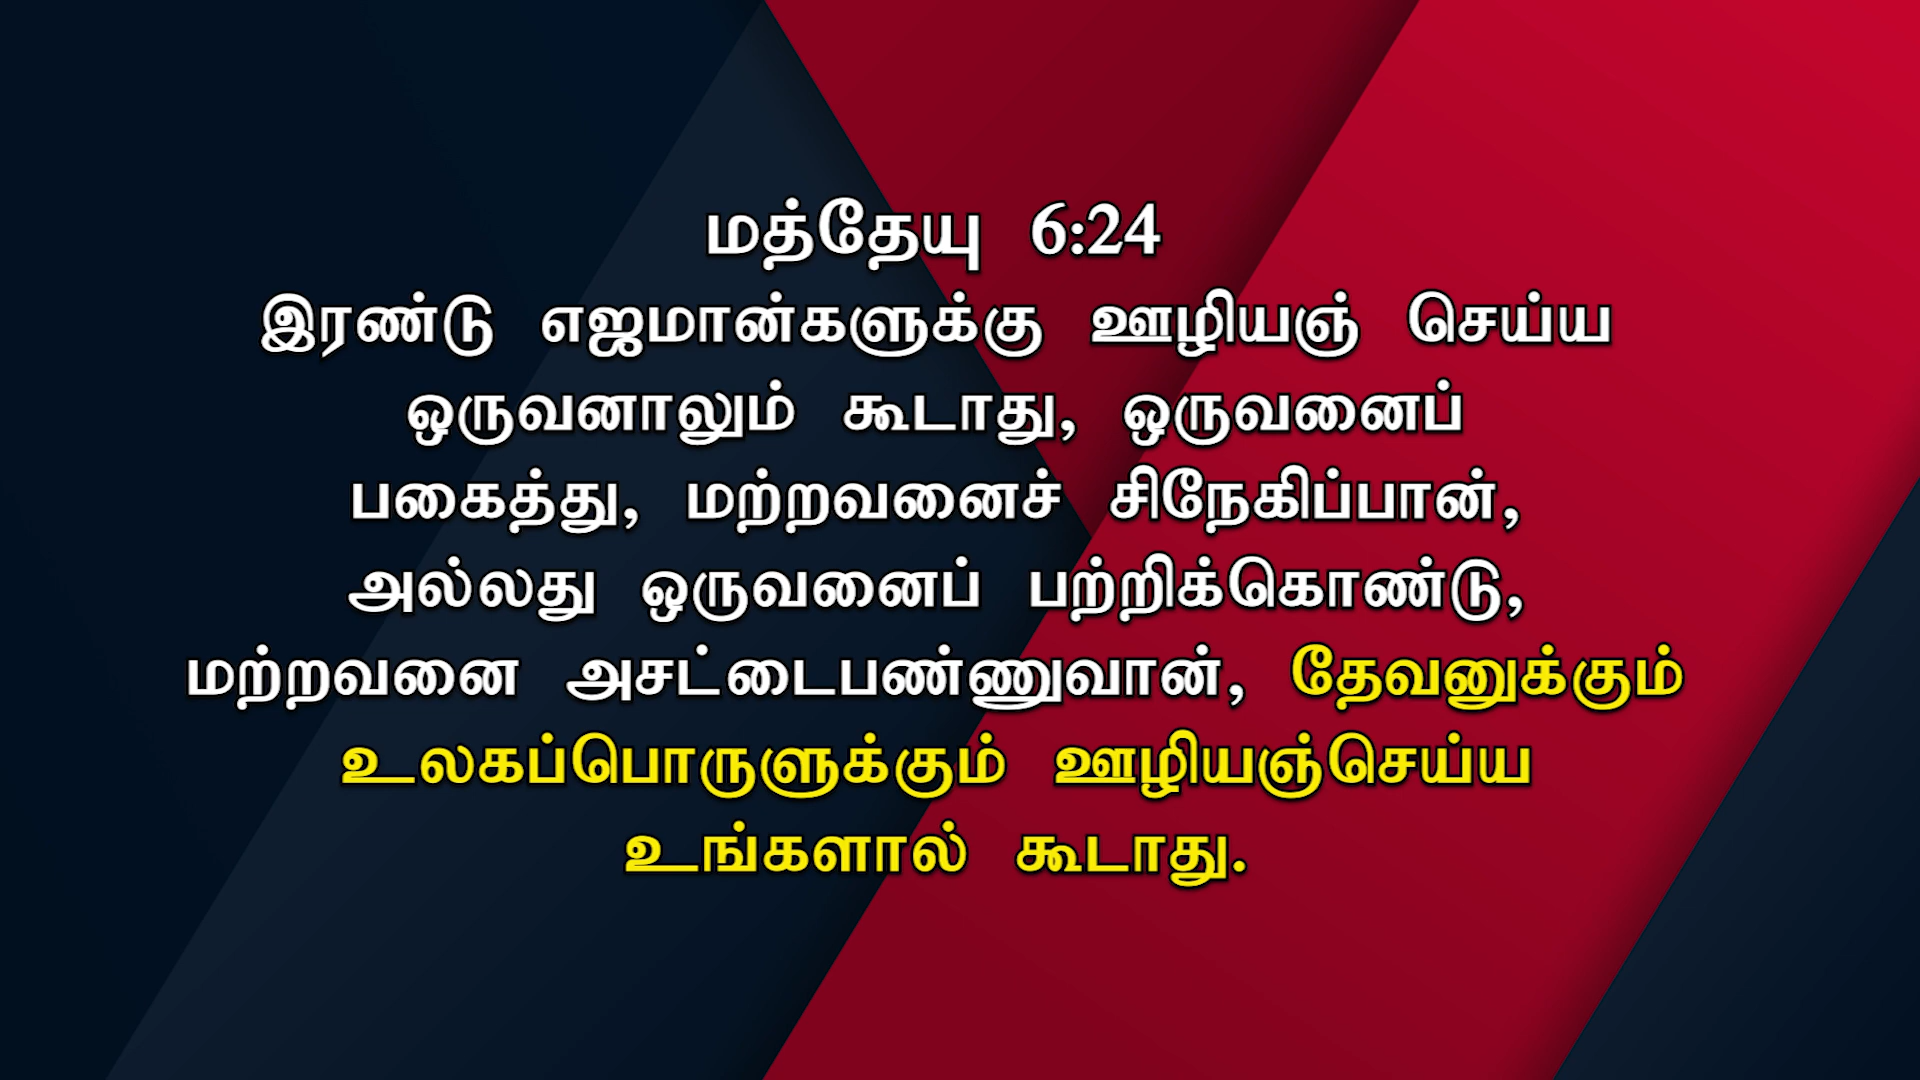 மத்தேயு 6:24
இரண்டு எஜமான்களுக்கு ஊழியஞ் செய்ய
ஒருவனாலும் கூடாது, ஒருவனைப்
பகைத்து, மற்றவனைச் சிநேகிப்பான்,
அல்லது ஒருவனைப் பற்றிக்கொண்டு,
மற்றவனை அசட்டைபண்ணுவான், தேவனுக்கும்
உலகப்பொருளுக்கும் ஊழியஞ்செய்ய
உங்களால் கூடாது.